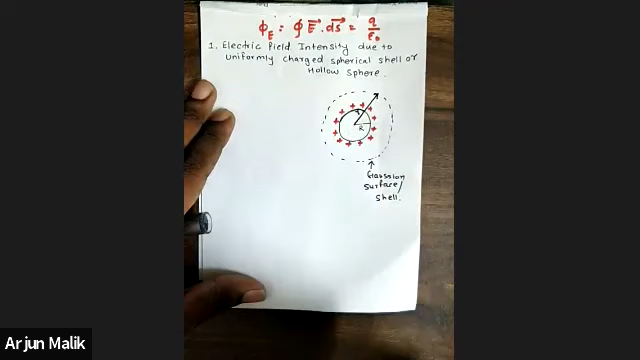 ϕ_E = ∮ E⃗ . ds⃗ = q/ε₀
1. Electric Field Intensity due to
uniformly charged spherical shell or
Hollow Sphere.
R
Gaussian
surface/
shell.
Arjun Malik